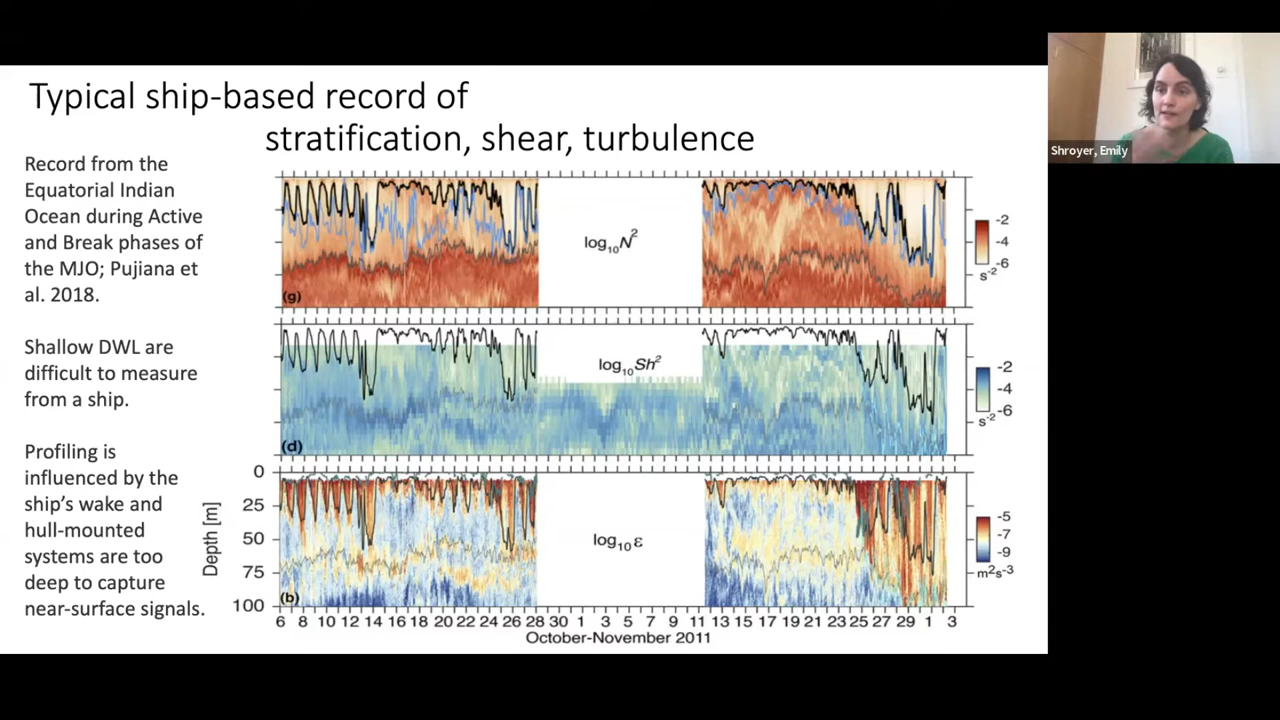 Typical ship-based record of
stratification, shear, turbulence
Record from the
Equatorial Indian
Ocean during Active
and Break phases of
the MJO; Pujiana et
al. 2018.
Shallow DWL are
difficult to measure
from a ship.
Profiling is
influenced by the
ship's wake and
hull-mounted
systems are too
deep to capture
near-surface signals.
log10N2
(g)
-2
-4
-6
s-2
log10Sh2
(d)
-2
-4
-6
s-2
log10ε
(b)
0
25
50
75
100
Depth [m]
-5
-7
-9
m2s-3
6 8 10 12 14 16 18 20 22 24 26 28 30 1 3 5 7 9 11 13 15 17 19 21 23 25 27 29 1 3
October-November 2011
Shroyer, Emily